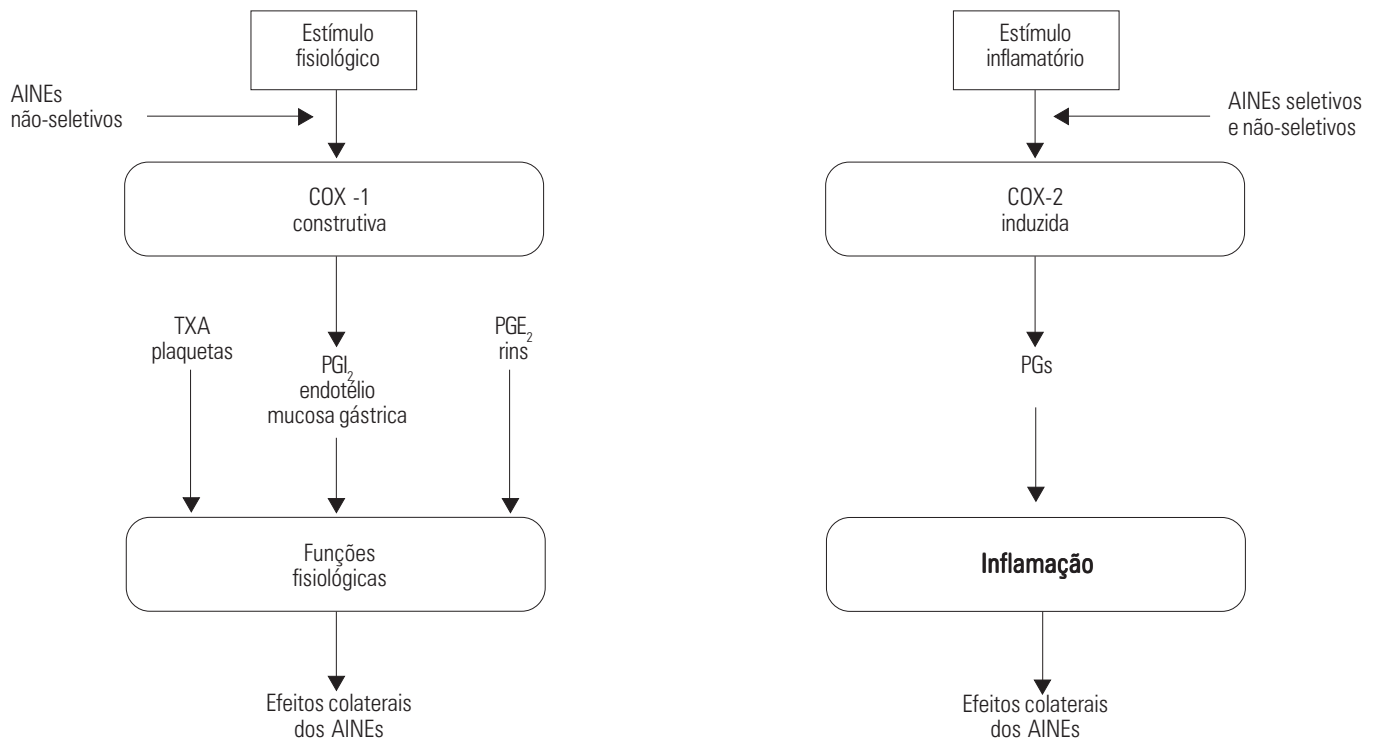 Estímulo
fisiológico
AINEs
não-seletivos
COX -1
construtiva
TXA
plaquetas
PGI2
endotélio
mucosa gástrica
PGE2
rins
Funções
fisiológicas
Efeitos colaterais
dos AINEs
Estímulo
inflamatório
AINEs seletivos
e não-seletivos
COX-2
induzida
PGs
Inflamação
Efeitos colaterais
dos AINEs